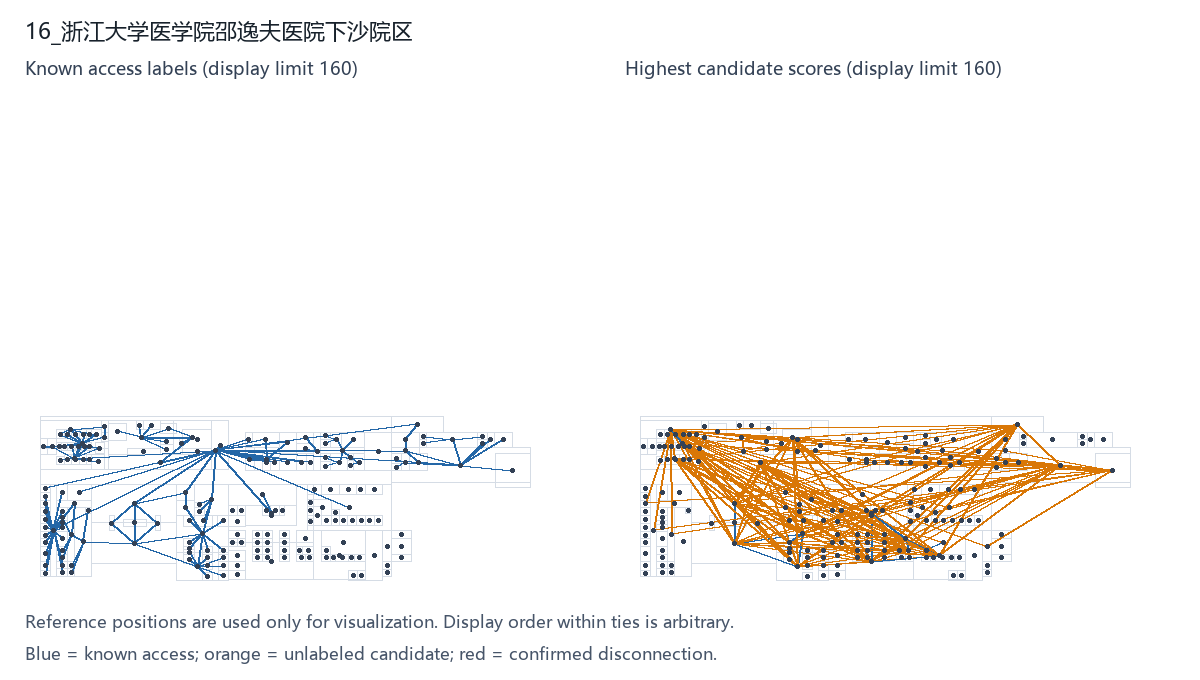 16_浙江大学医学院邵逸夫医院下沙院区
Known access labels (display limit 160)
Highest candidate scores (display limit 160)
Reference positions are used only for visualization. Display order within ties is arbitrary.
Blue = known access; orange = unlabeled candidate; red = confirmed disconnection.